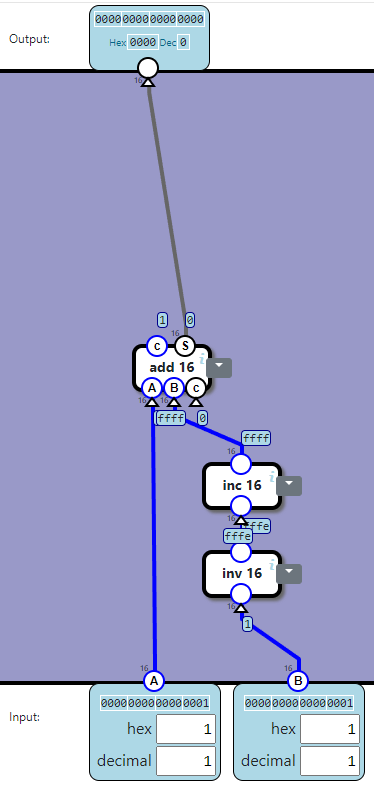 0000000000000000
Output:
Hex 0000 Dec 0
16
1 0
16
c S
add 16
A B c
16 16
ffff 0
ffff
16
inc 16
16
fffe
fffe
inv 16
16
1
16 16
A B
0000000000000001 0000000000000001
Input:
hex 1 hex 1
decimal 1 decimal 1